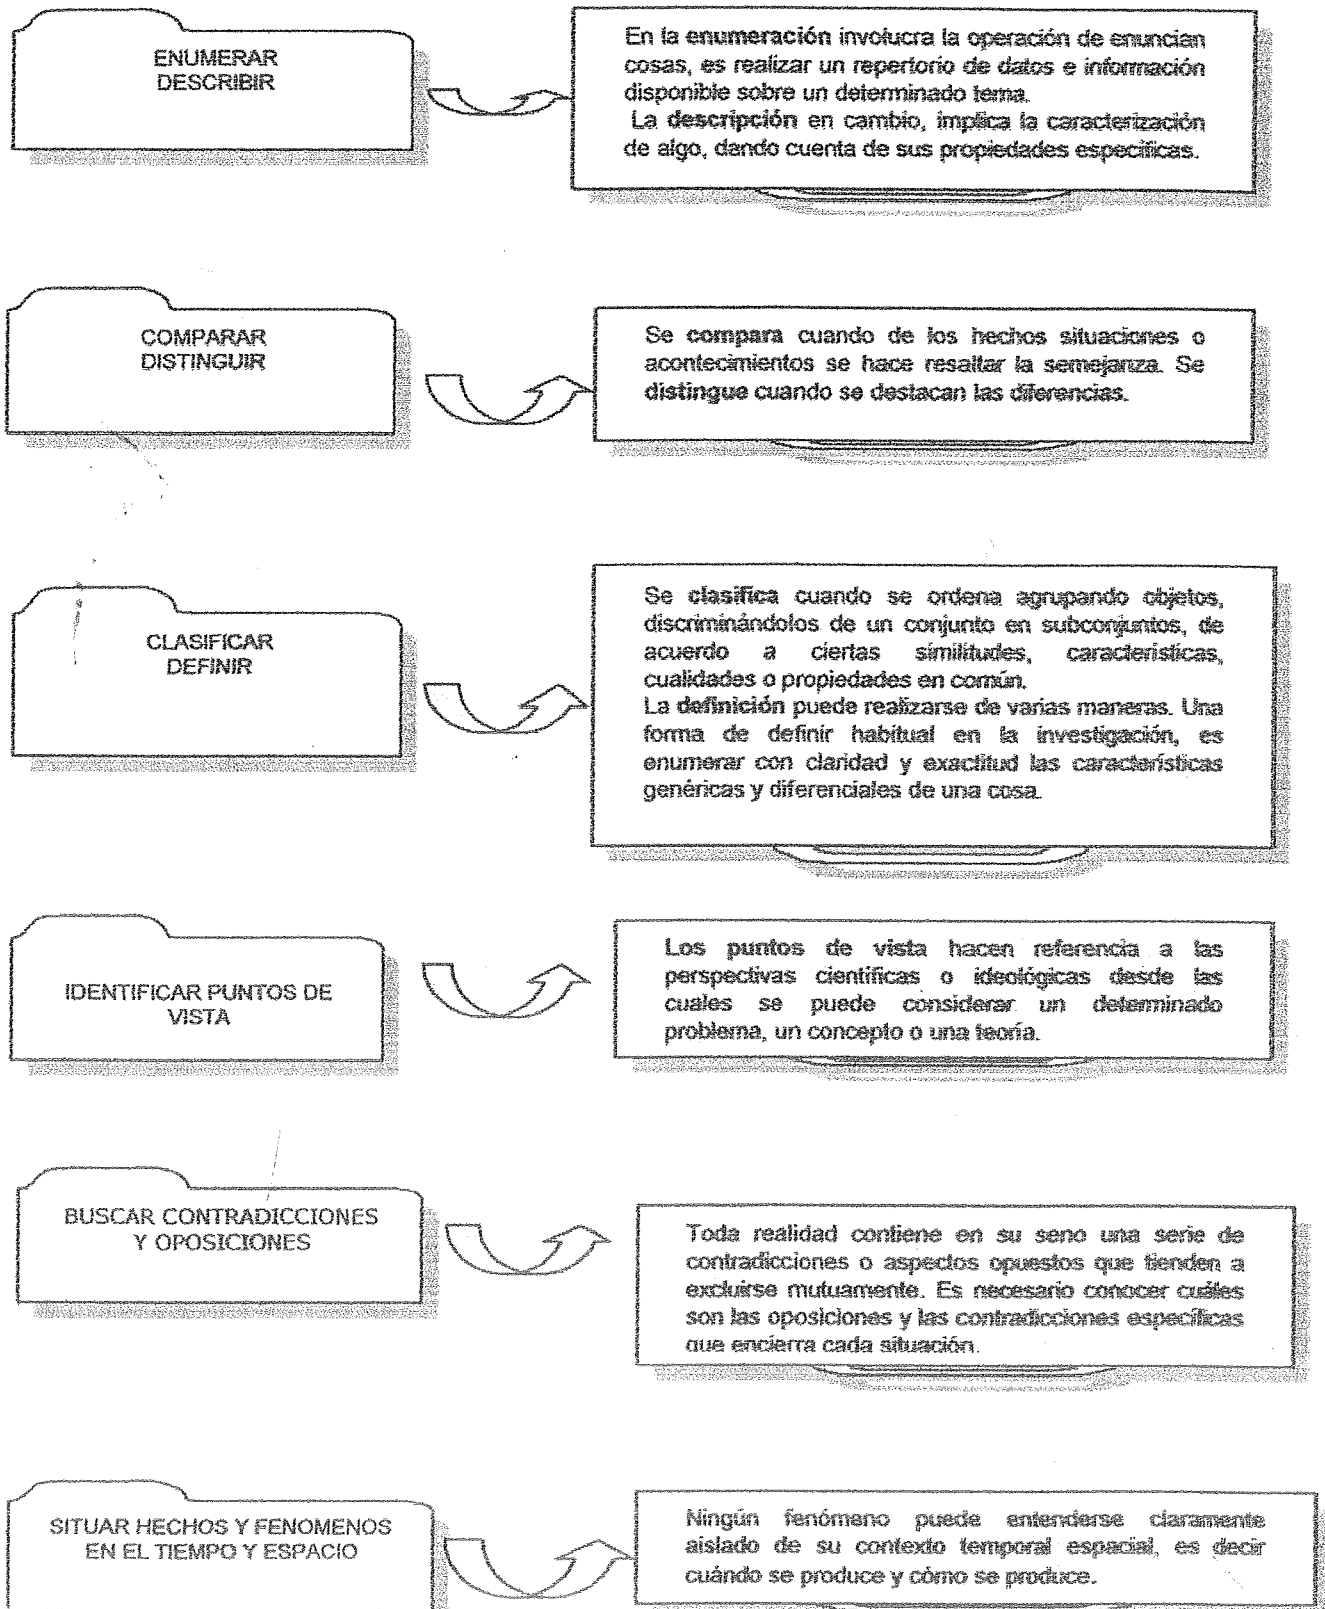 ENUMERAR
DESCRIBIR
En la enumeración involucra la operación de enuncian
cosas, es realizar un repertorio de datos e información
disponible sobre un determinado tema.
La descripción en cambio, implica la caracterización
de algo, dando cuenta de sus propiedades específicas.
COMPARAR
DISTINGUIR
Se compara cuando de los hechos situaciones o
acontecimientos se hace resaltar la semejanza. Se
distingue cuando se destacan las diferencias.
CLASIFICAR
DEFINIR
Se clasifica cuando se ordena agrupando objetos,
discriminándolos de un conjunto en subconjuntos, de
acuerdo a ciertas similitudes, características,
cualidades o propiedades en común.
La definición puede realizarse de varias maneras. Una
forma de definir habitual en la investigación, es
enumerar con claridad y exactitud las características
genéricas y diferenciales de una cosa.
IDENTIFICAR PUNTOS DE
VISTA
Los puntos de vista hacen referencia a las
perspectivas científicas o ideológicas desde las
cuales se puede considerar un determinado
problema, un concepto o una teoría.
BUSCAR CONTRADICCIONES
Y OPOSICIONES
Toda realidad contiene en su seno una serie de
contradicciones o aspectos opuestos que tienden a
excluirse mutuamente. Es necesario conocer cuáles
son las oposiciones y las contradicciones específicas
que encierra cada situación.
SITUAR HECHOS Y FENOMENOS
EN EL TIEMPO Y ESPACIO
Ningún fenómeno puede entenderse claramente
aislado de su contexto temporal espacial, es decir
cuándo se produce y cómo se produce.